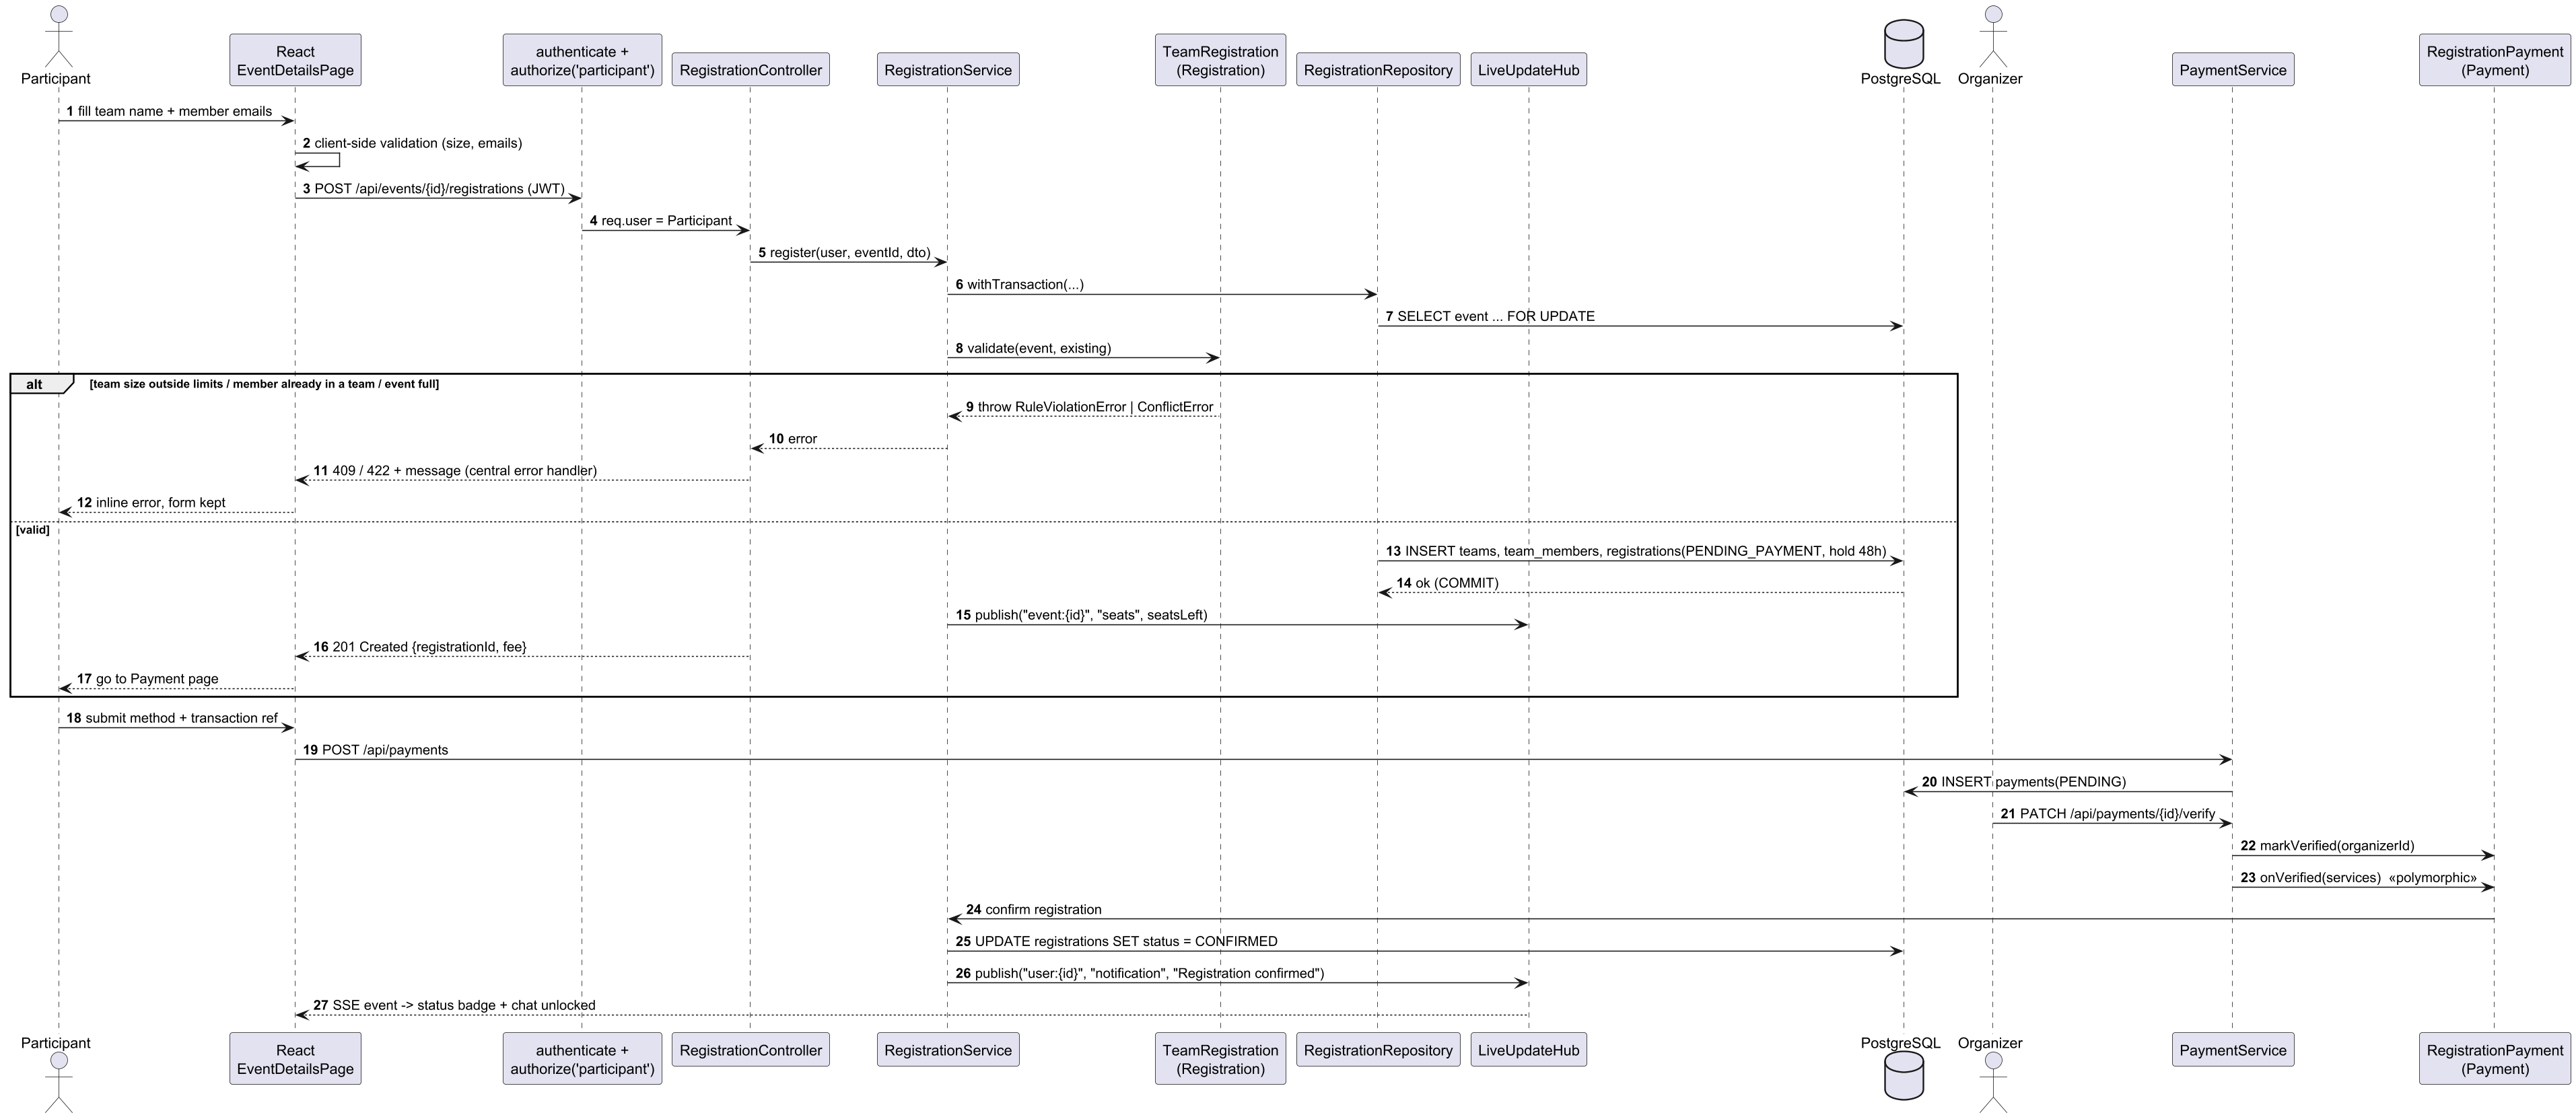 Participant
React
EventDetailsPage
authenticate +
authorize('participant')
RegistrationController
RegistrationService
TeamRegistration
(Registration)
RegistrationRepository
LiveUpdateHub
PostgreSQL
Organizer
PaymentService
RegistrationPayment
(Payment)
1 fill team name + member emails
2 client-side validation (size, emails)
3 POST /api/events/{id}/registrations (JWT)
4 req.user = Participant
5 register(user, eventId, dto)
6 withTransaction(...)
7 SELECT event ... FOR UPDATE
8 validate(event, existing)
alt [team size outside limits / member already in a team / event full]
9 throw RuleViolationError | ConflictError
10 error
11 409 / 422 + message (central error handler)
12 inline error, form kept
[valid]
13 INSERT teams, team_members, registrations(PENDING_PAYMENT, hold 48h)
14 ok (COMMIT)
15 publish("event:{id}", "seats", seatsLeft)
16 201 Created {registrationId, fee}
17 go to Payment page
18 submit method + transaction ref
19 POST /api/payments
20 INSERT payments(PENDING)
21 PATCH /api/payments/{id}/verify
22 markVerified(organizerId)
23 onVerified(services) «polymorphic»
24 confirm registration
25 UPDATE registrations SET status = CONFIRMED
26 publish("user:{id}", "notification", "Registration confirmed")
27 SSE event -> status badge + chat unlocked
Participant
React
EventDetailsPage
authenticate +
authorize('participant')
RegistrationController
RegistrationService
TeamRegistration
(Registration)
RegistrationRepository
LiveUpdateHub
PostgreSQL
Organizer
PaymentService
RegistrationPayment
(Payment)